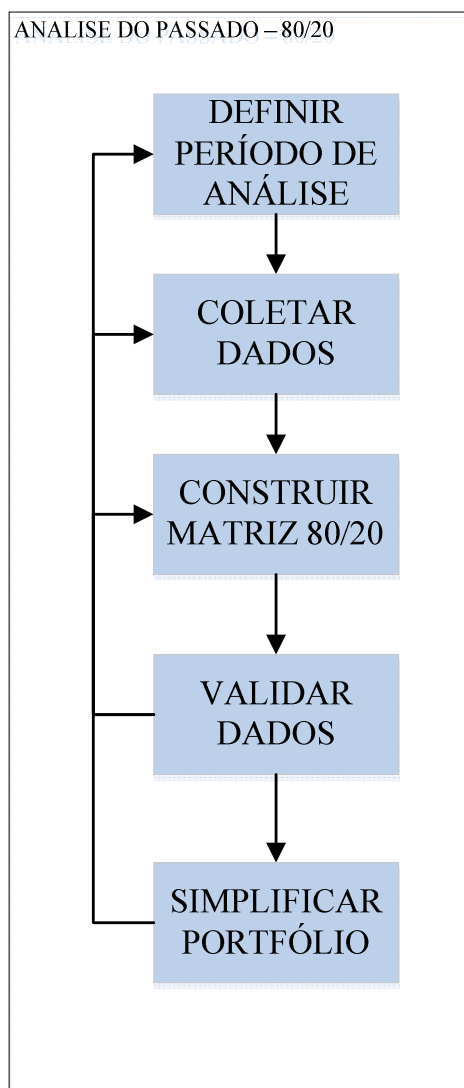 ANALISE DO PASSADO – 80/20
DEFINIR
PERÍODO DE
ANÁLISE
COLETAR
DADOS
CONSTRUIR
MATRIZ 80/20
VALIDAR
DADOS
SIMPLIFICAR
PORTFÓLIO